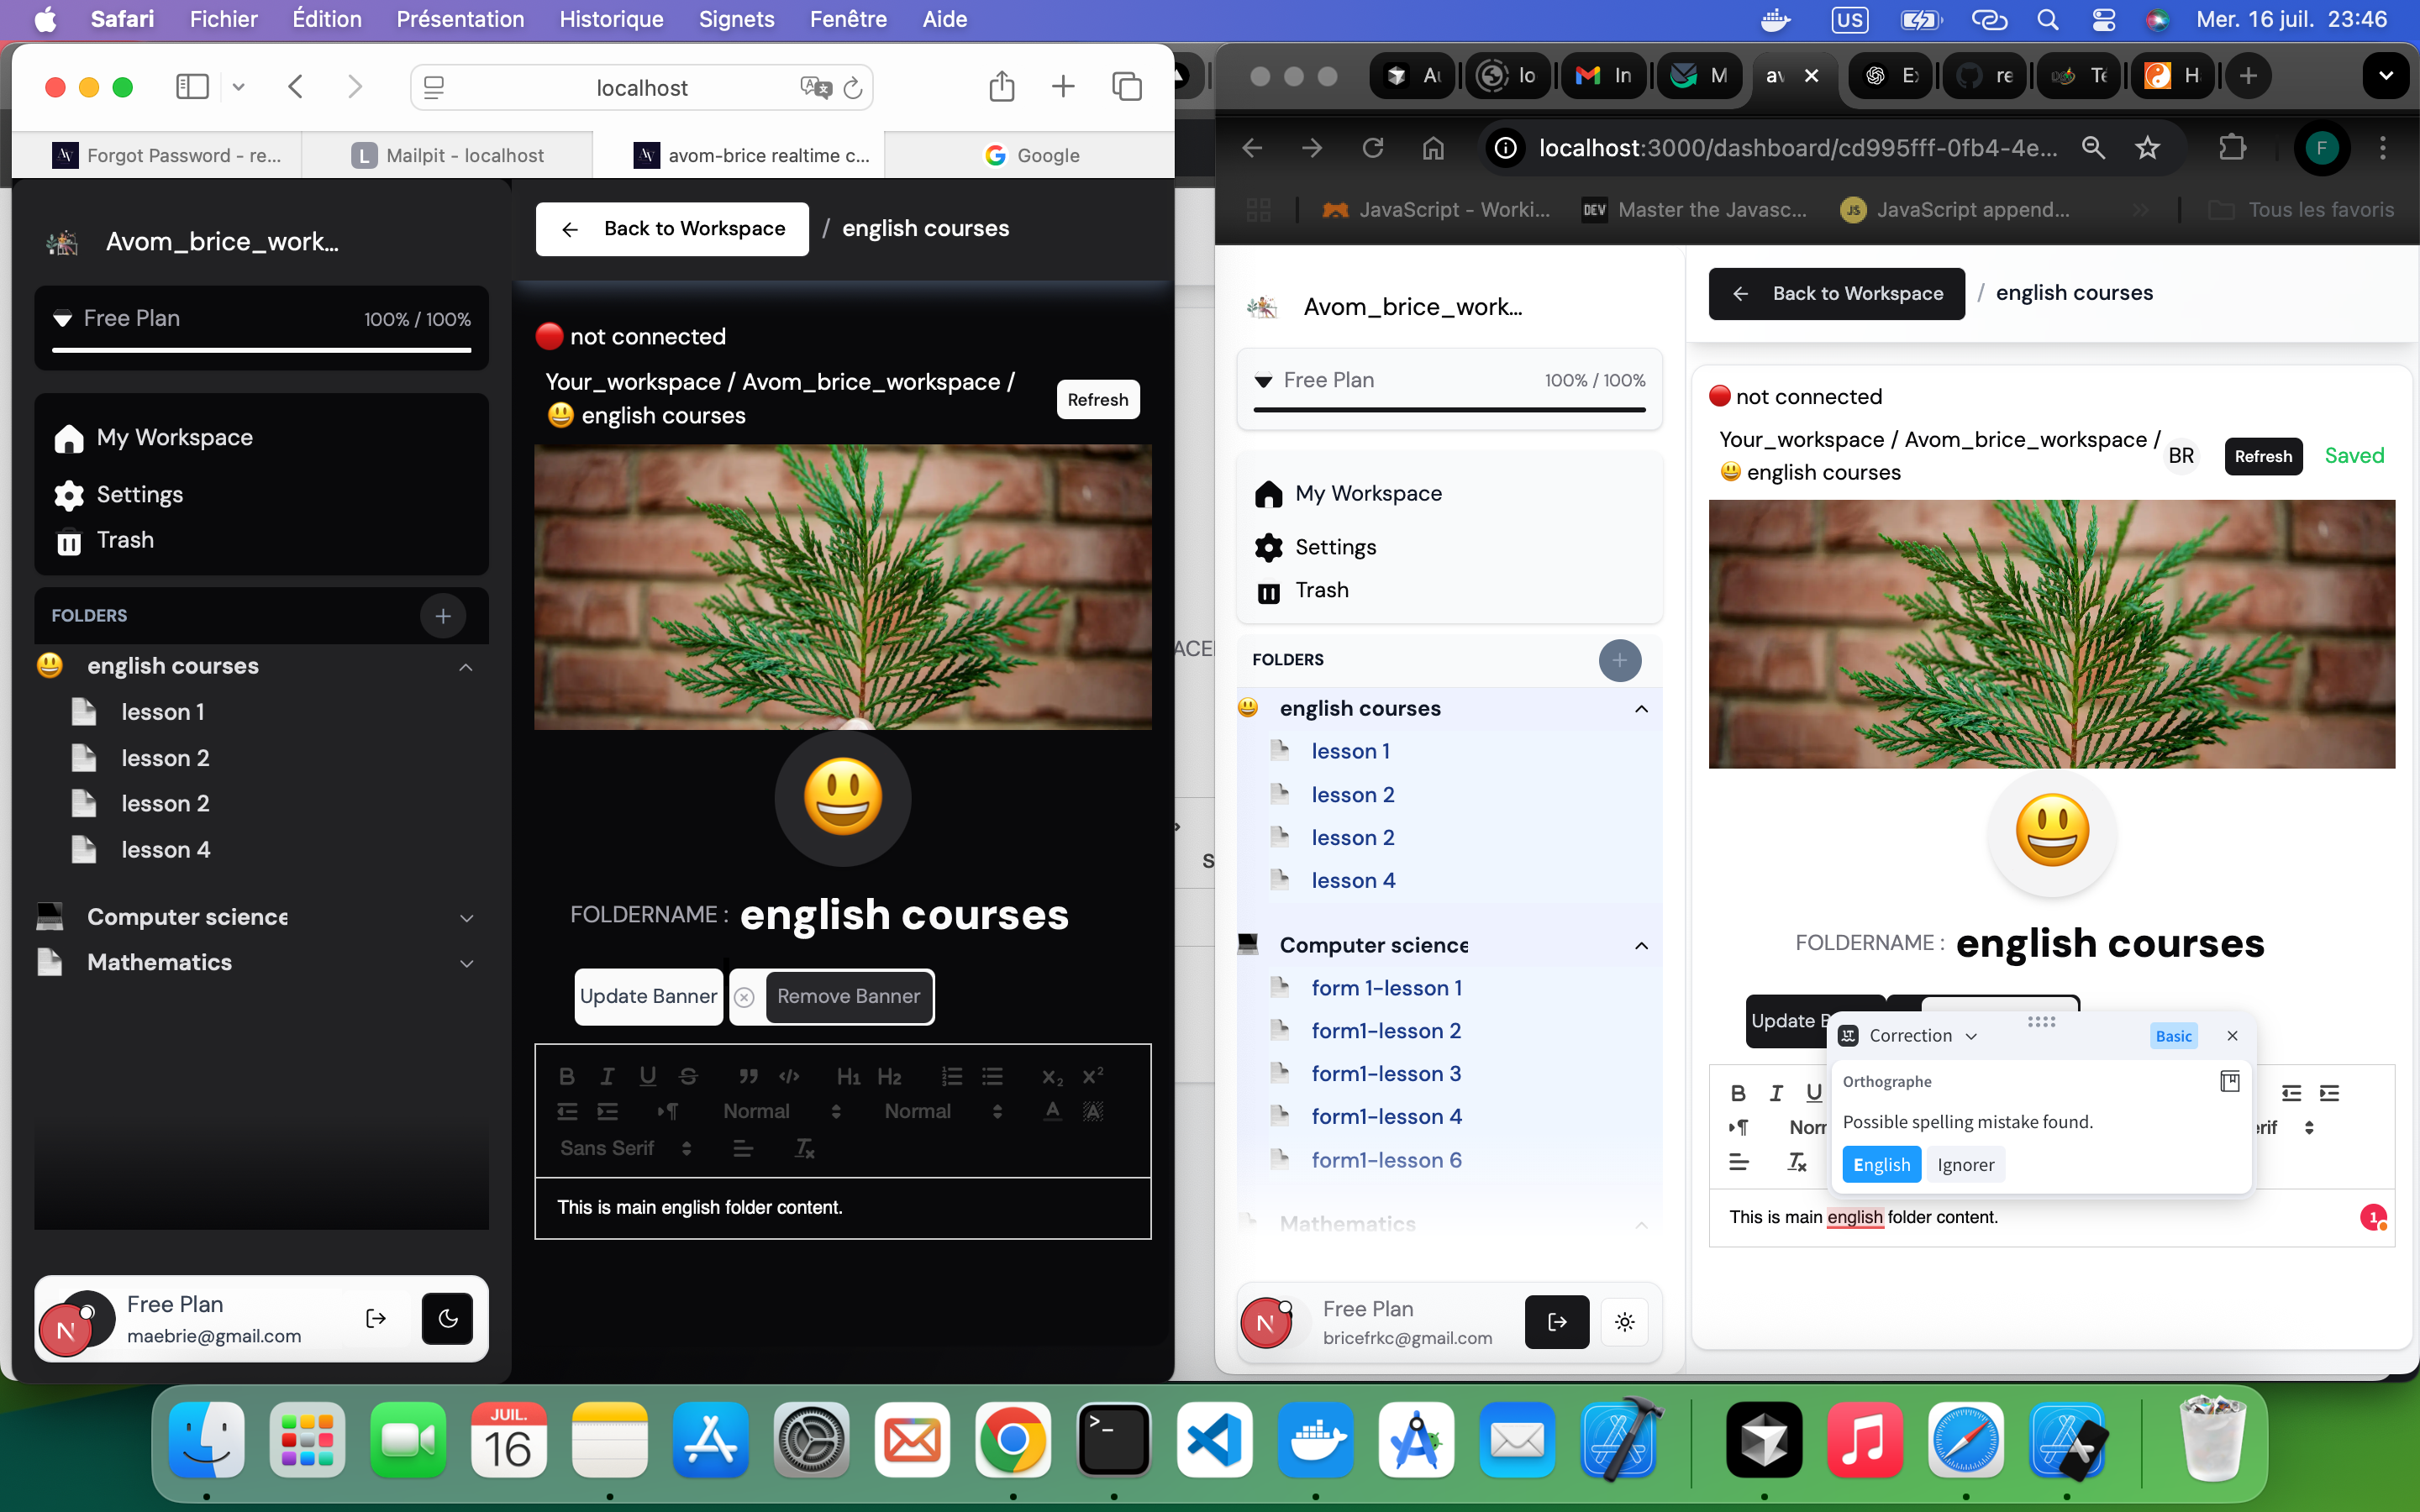 Safari Fichier Édition Présentation Historique Signets Fenêtre Aide
US
Mer. 16 juil. 23:46
localhost
Forgot Password - re...
L Mailpit - localhost
avom-brice realtime c...
Google
Avom_brice_work...
Free Plan 100% / 100%
My Workspace
Settings
Trash
FOLDERS
english courses
lesson 1
lesson 2
lesson 2
lesson 4
Computer science
Mathematics
Free Plan
maebrie@gmail.com
N
Back to Workspace / english courses
not connected
Your_workspace / Avom_brice_workspace /
english courses
Refresh
FOLDERNAME : english courses
Update Banner
Remove Banner
B I U S H1 H2 X2 X2
Normal Normal A A
Sans Serif Tx
This is main english folder content.
lo
In
M
av
re
H
localhost:3000/dashboard/cd995fff-0fb4-4e...
F
JavaScript - Worki...
DEV Master the Javasc...
JS JavaScript append...
Tous les favoris
Avom_brice_work...
Free Plan 100% / 100%
My Workspace
Settings
Trash
FOLDERS
english courses
lesson 1
lesson 2
lesson 2
lesson 4
Computer science
form 1-lesson 1
form1-lesson 2
form1-lesson 3
form1-lesson 4
form1-lesson 6
Mathematics
Free Plan
bricefrkc@gmail.com
N
Back to Workspace / english courses
not connected
Your_workspace / Avom_brice_workspace /
english courses
BR
Refresh
Saved
FOLDERNAME : english courses
LT Correction Basic
Orthographe
Possible spelling mistake found.
English Ignorer
B I U
Tx
This is main english folder content.
1
JUIL.
16